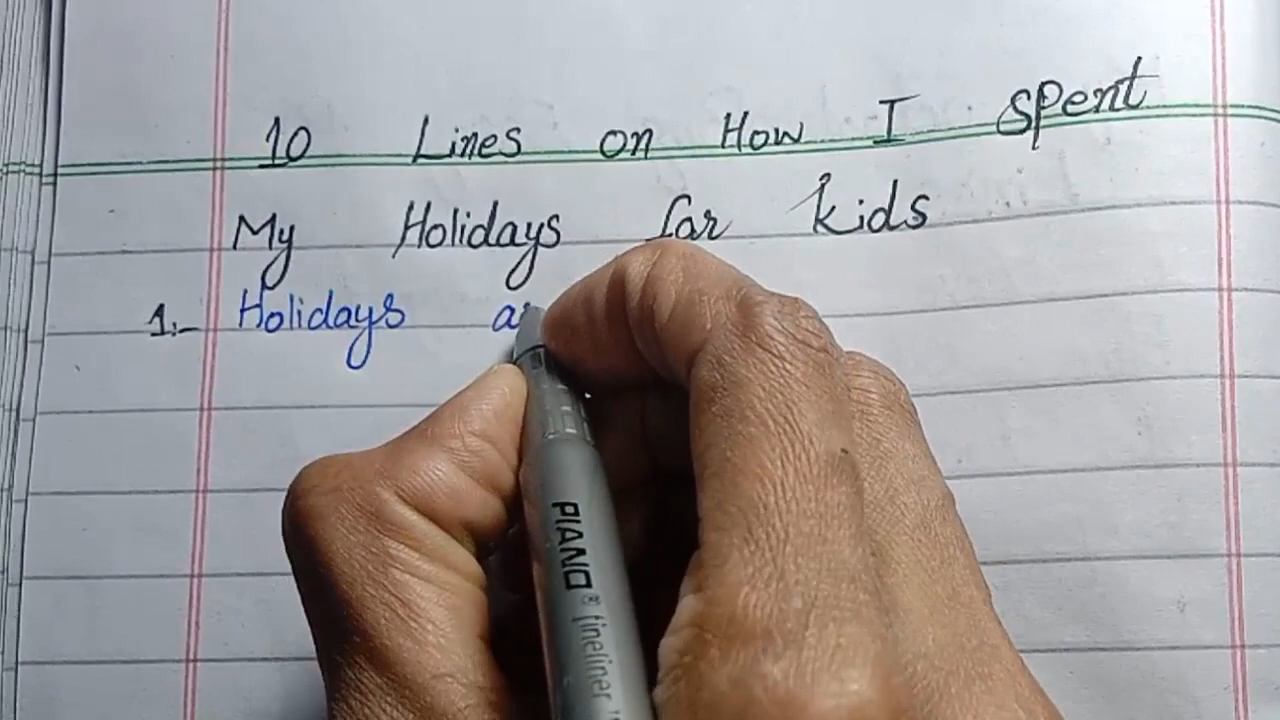 10 Lines on How I spent
My Holidays for kids
1:- Holidays a
PIANO® fineliner